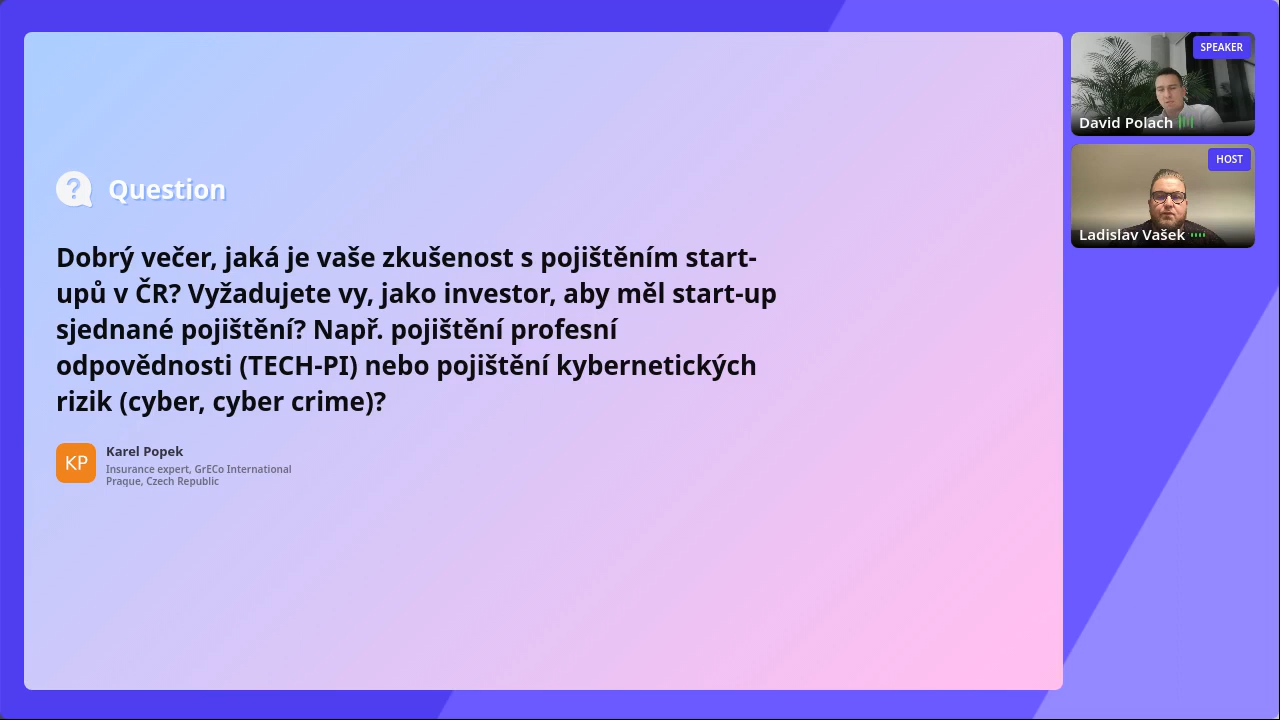 SPEAKER
David Polach
HOST
Ladislav Vašek
Question
Dobrý večer, jaká je vaše zkušenost s pojištěním start-
upů v ČR? Vyžadujete vy, jako investor, aby měl start-up
sjednané pojištění? Např. pojištění profesní
odpovědnosti (TECH-PI) nebo pojištění kybernetických
rizik (cyber, cyber crime)?
KP
Karel Popek
Insurance expert, GrECo International
Prague, Czech Republic